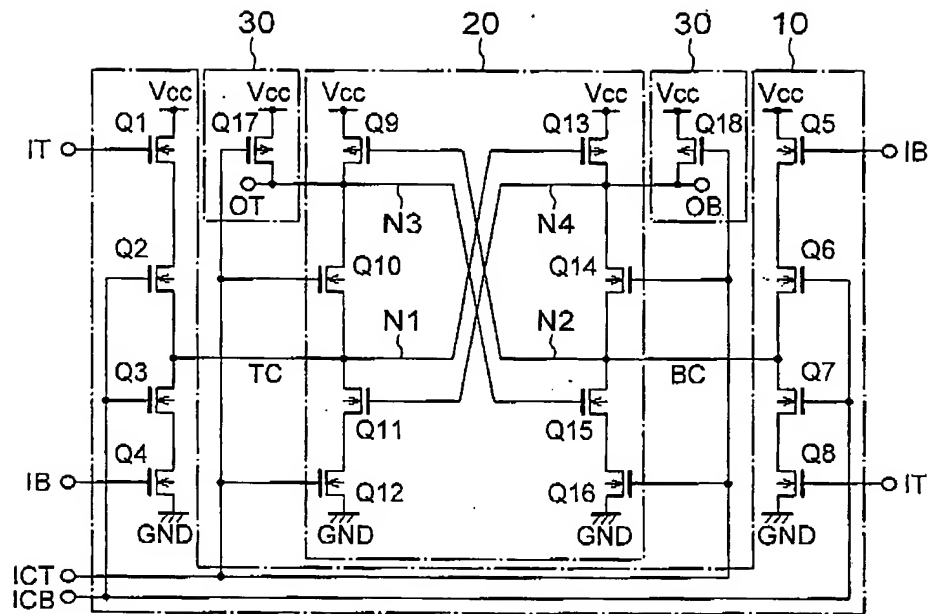 30 20 30 10
Vcc Vcc Vcc Vcc Vcc Vcc
Q1 Q17 Q9 Q13 Q18 Q5
IT IB
OT OB
N3 N4
Q2 Q10 Q14 Q6
N1 N2
TC BC
Q3 Q7
Q11 Q15
Q4 Q8
IB Q12 Q16 IT
GND GND GND GND
ICT
ICB